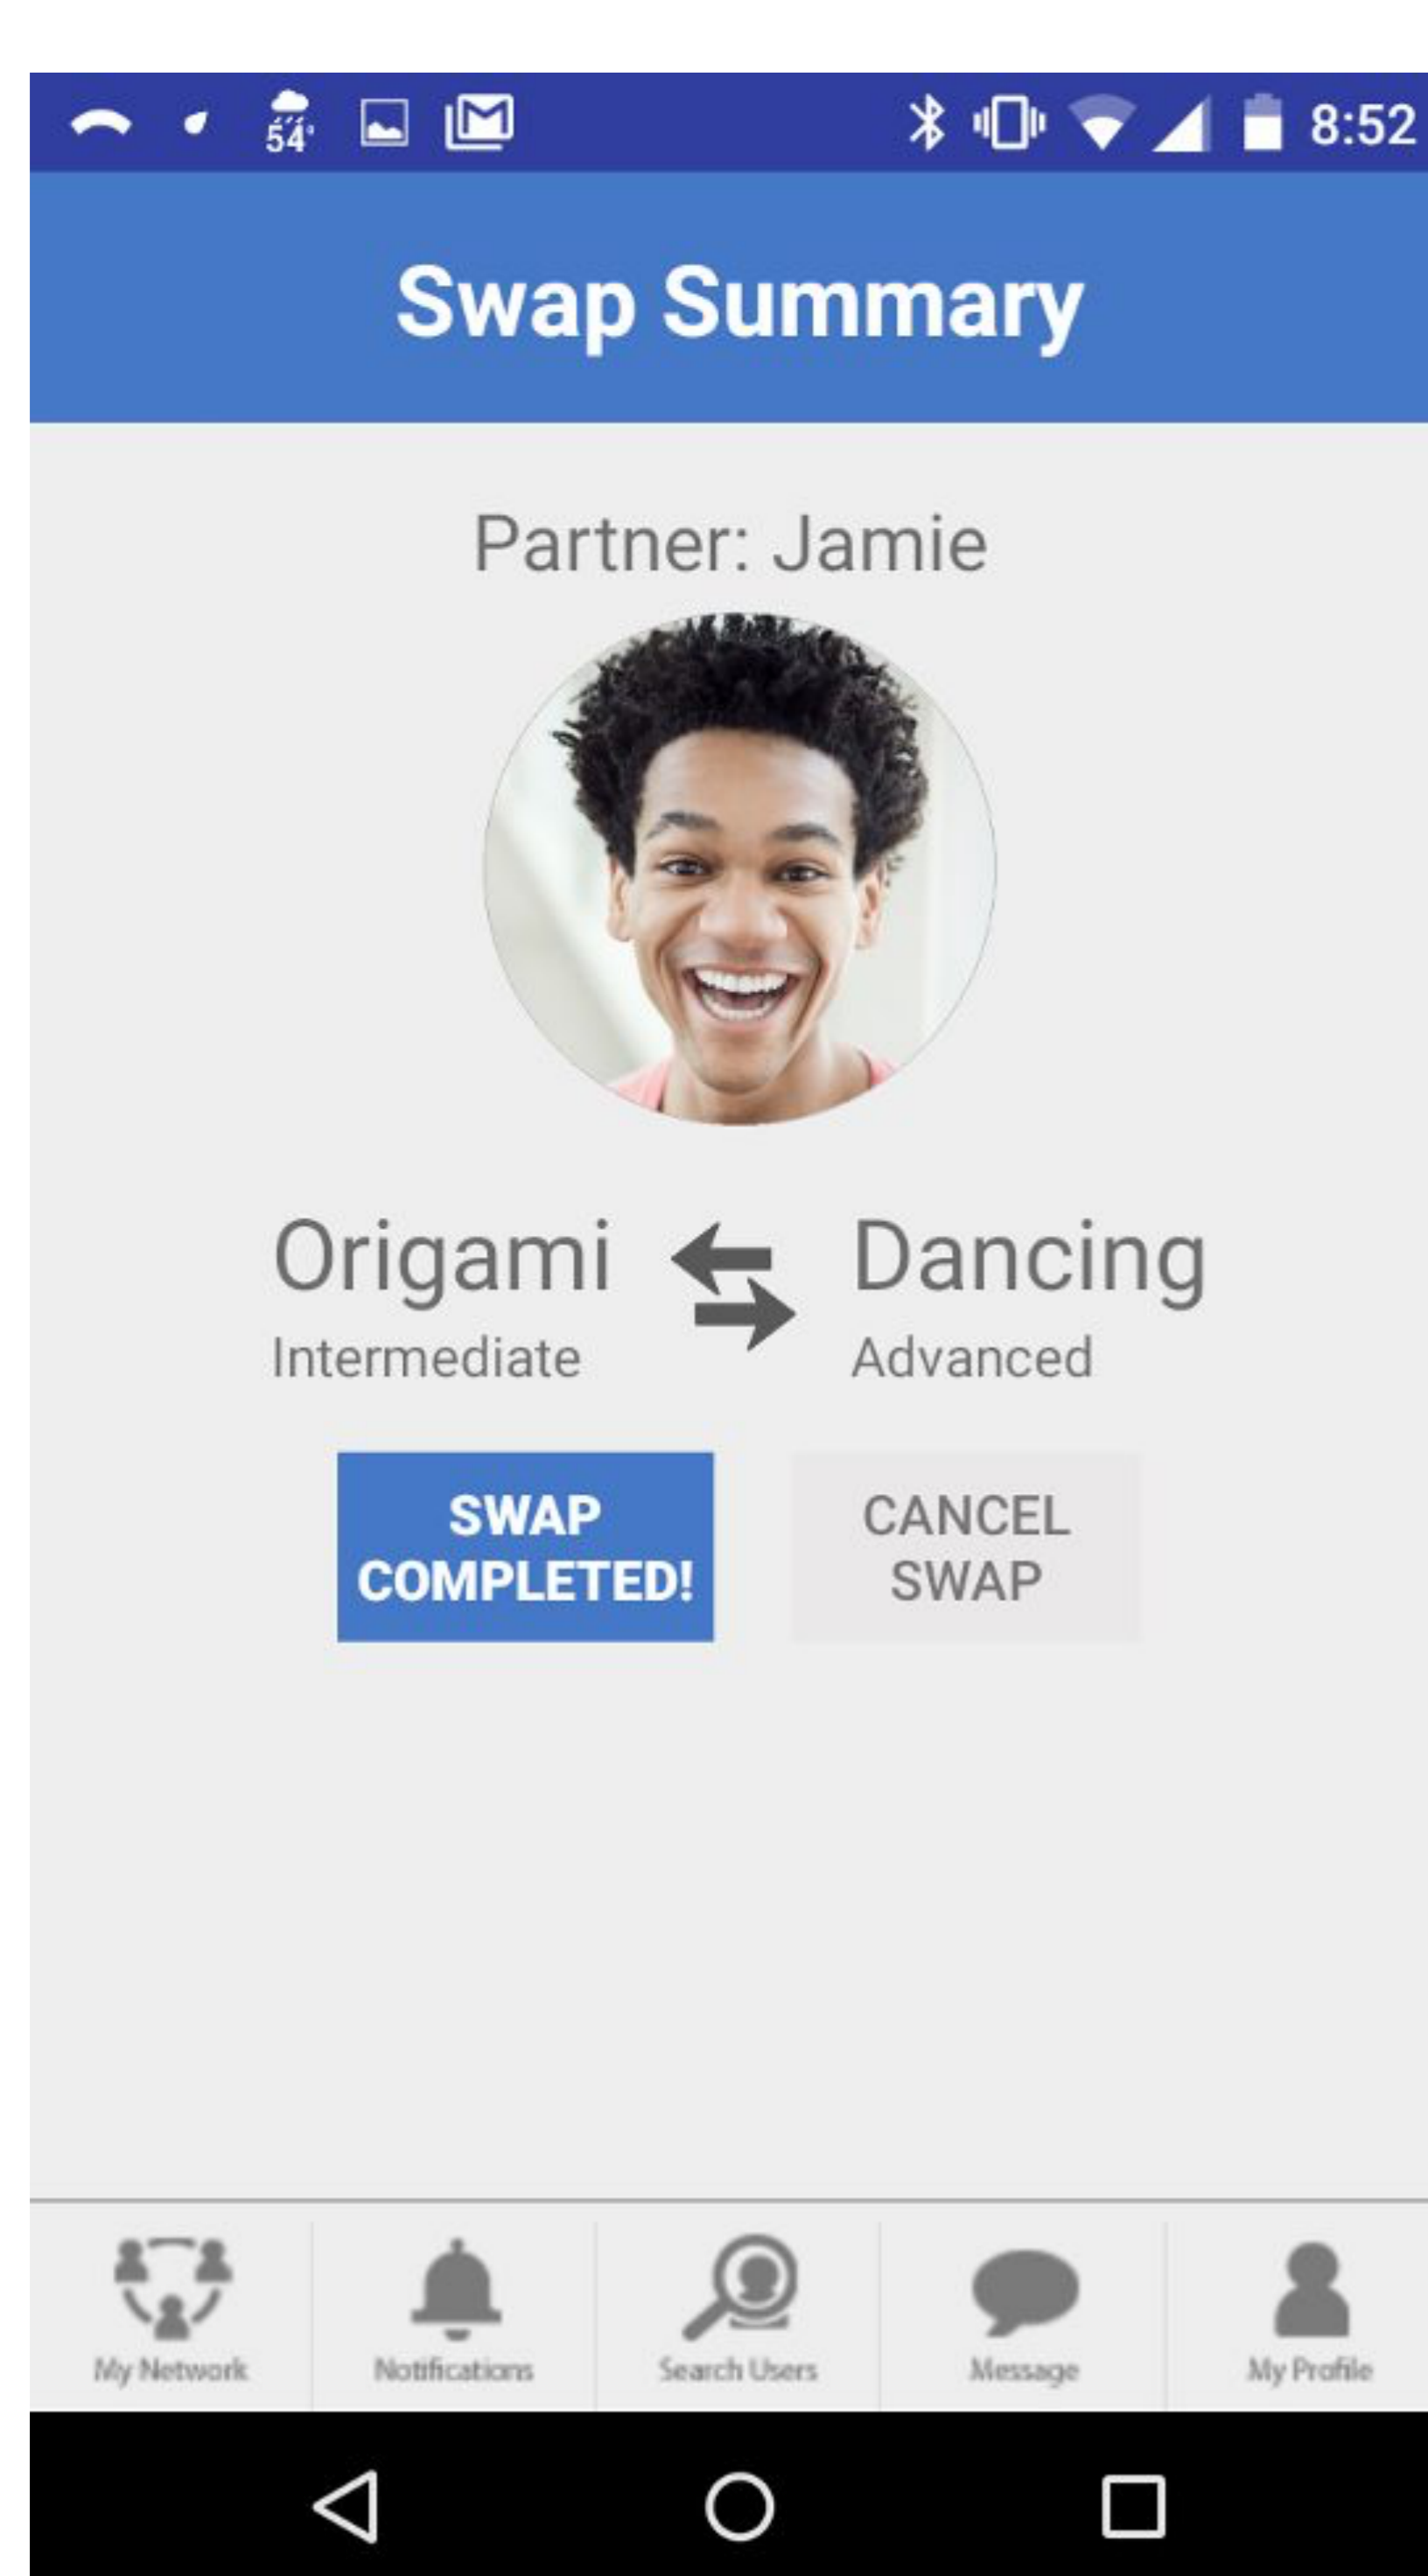 54°
8:52
Swap Summary
Partner: Jamie
Origami
Dancing
Intermediate
Advanced
SWAP
COMPLETED!
CANCEL
SWAP
My Network
Notifications
Search Users
Message
My Profile